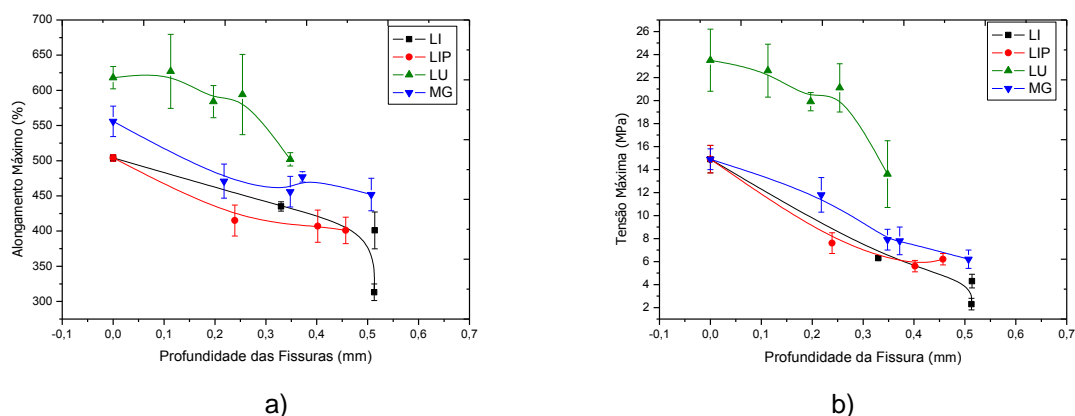 700
650
600
550
500
450
400
350
300
Alongamento Máximo (%)
LI
LIP
LU
MG
-0,1 0,0 0,1 0,2 0,3 0,4 0,5 0,6 0,7
Profundidade das Fissuras (mm)
a)
26
24
22
20
18
16
14
12
10
8
6
4
2
Tensão Máxima (MPa)
LI
LIP
LU
MG
-0,1 0,0 0,1 0,2 0,3 0,4 0,5 0,6 0,7
Profundidade da Fissura (mm)
b)